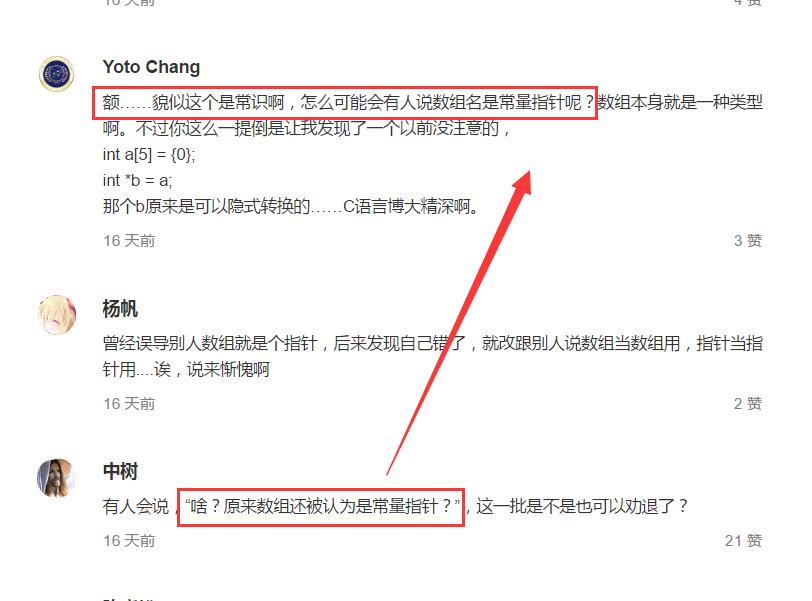 16 天前
4 赞
Yoto Chang
额……貌似这个是常识啊，怎么可能会有人说数组名是常量指针呢？数组本身就是一种类型
啊。不过你这么一提倒是让我发现了一个以前没注意的，
int a[5] = {0};
int *b = a;
那个b原来是可以隐式转换的……C语言博大精深啊。
16 天前
3 赞
杨帆
曾经误导别人数组就是个指针，后来发现自己错了，就改跟别人说数组当数组用，指针当指
针用....诶，说来惭愧啊
16 天前
2 赞
中树
有人会说，“啥？原来数组还被认为是常量指针？”，这一批是不是也可以劝退了？
16 天前
21 赞